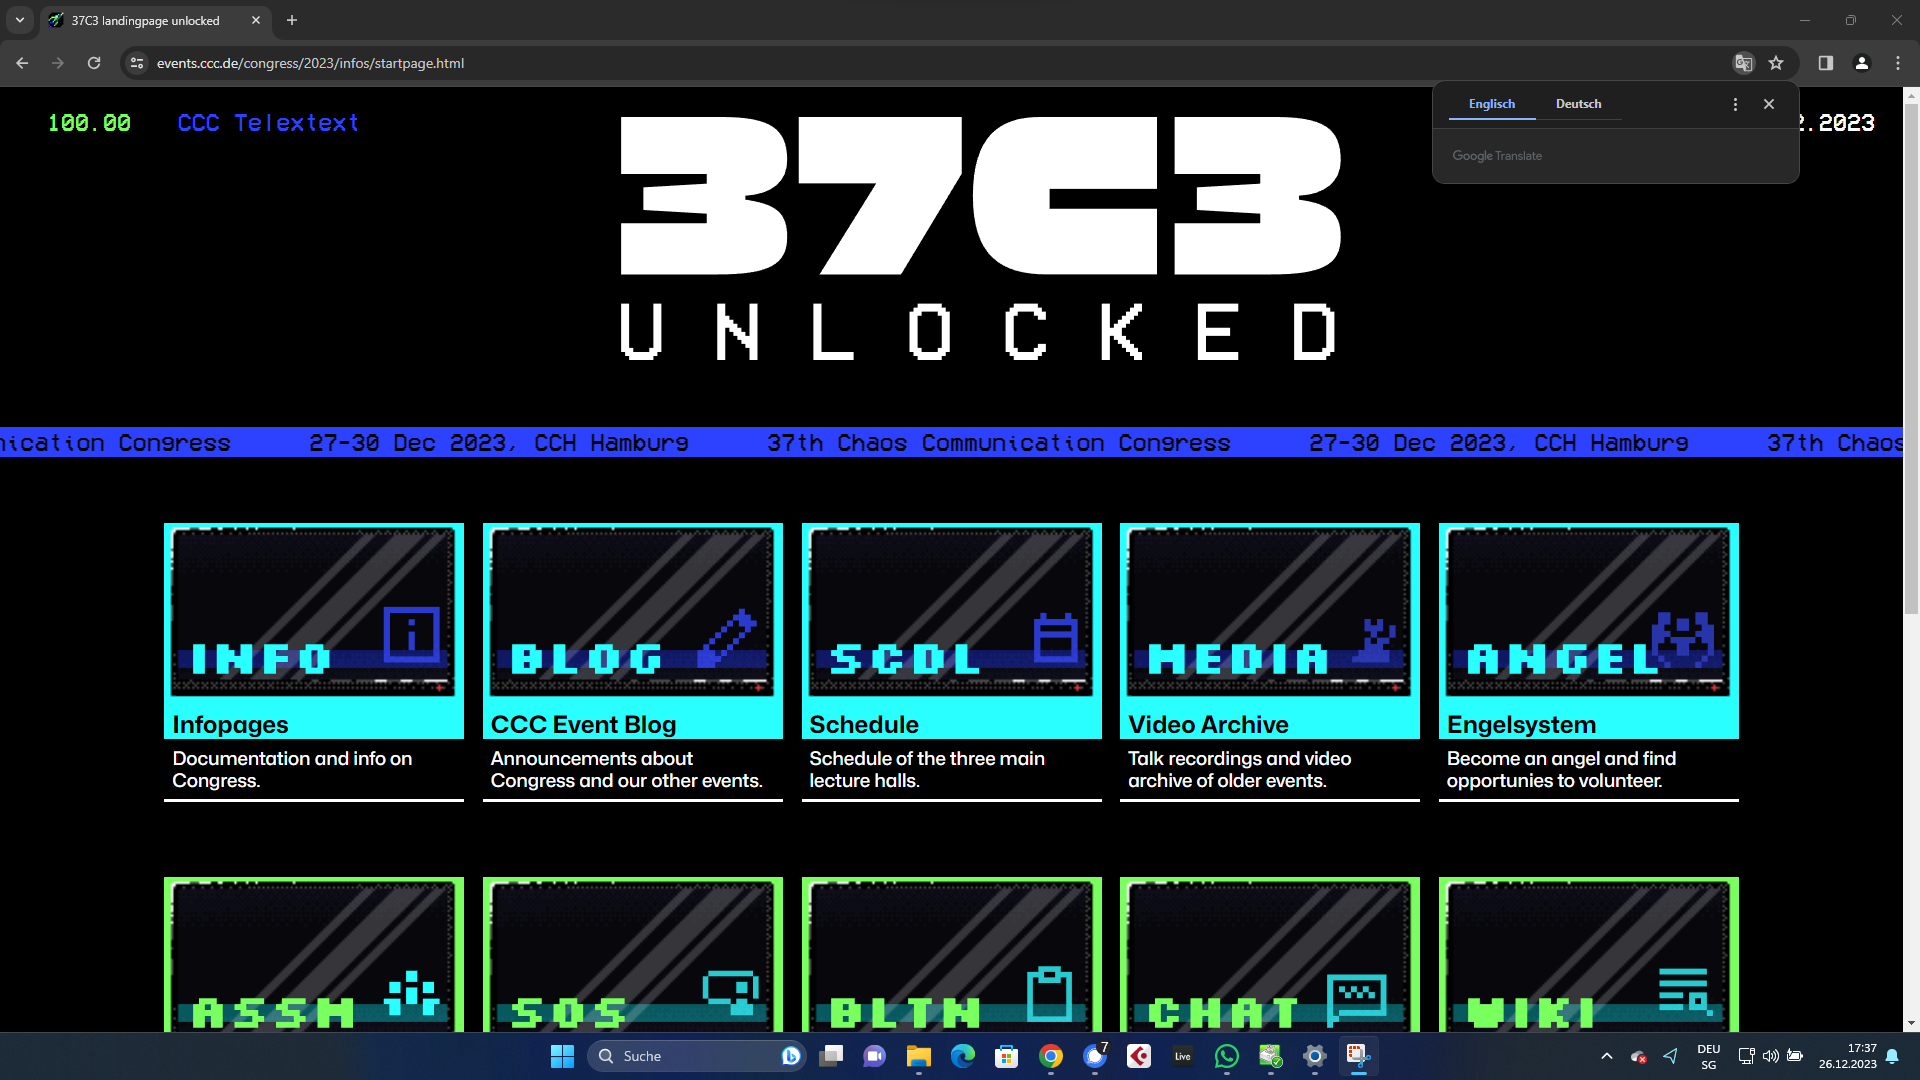 37C3 landingpage unlocked
events.ccc.de/congress/2023/infos/startpage.html
Englisch Deutsch
Google Translate
100.00 CCC Telextext
.2023
37C3
UNLOCKED
nication Congress 27-30 Dec 2023, CCH Hamburg 37th Chaos Communication Congress 27-30 Dec 2023, CCH Hamburg 37th Chaos
INFO
Infopages
Documentation and info on
Congress.
BLOG
CCC Event Blog
Announcements about
Congress and our other events.
SCDL
Schedule
Schedule of the three main
lecture halls.
MEDIA
Video Archive
Talk recordings and video
archive of older events.
ANGEL
Engelsystem
Become an angel and find
opportunies to volunteer.
ASSM
SOS
BLTN
CHAT
WIKI
Suche
7
Live
DEU
SG
17:37
26.12.2023